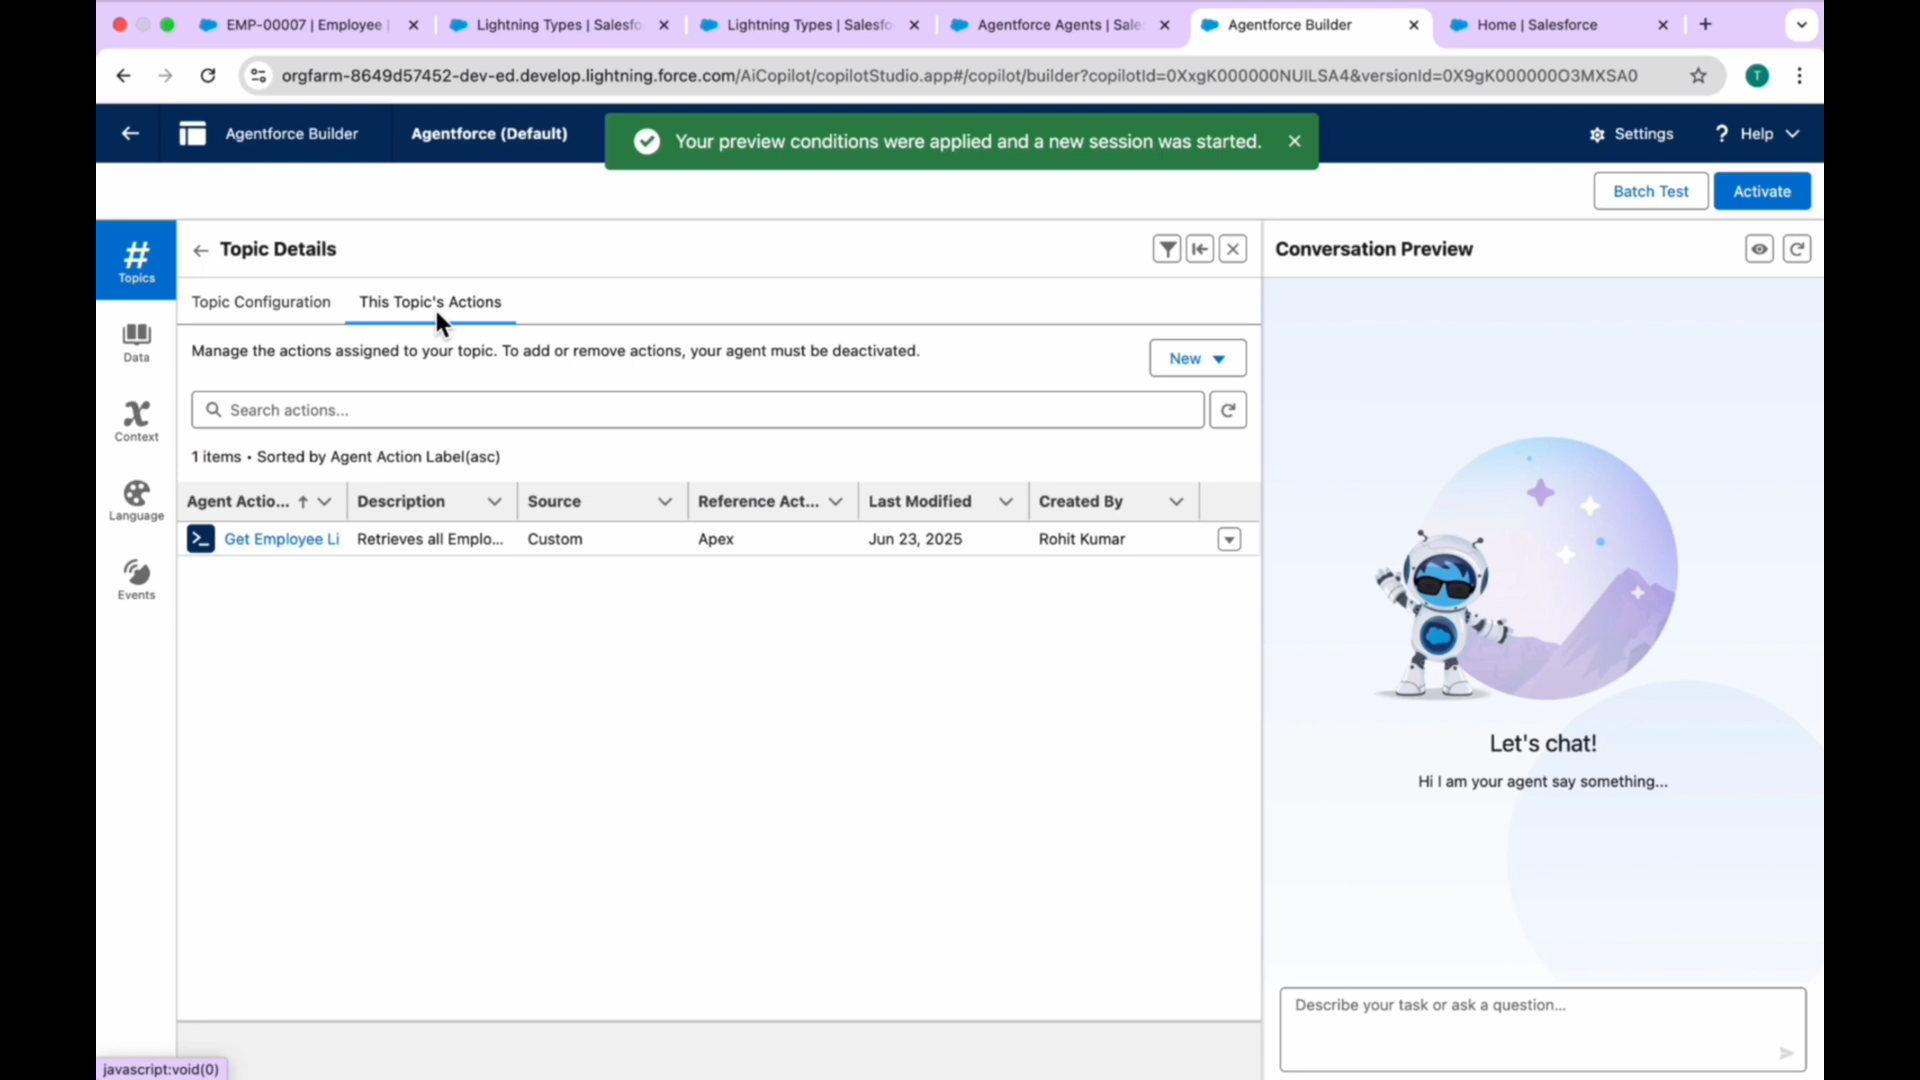 EMP-00007 | Employee
Lightning Types | Salesfo
Lightning Types | Salesfo
Agentforce Agents | Sale
Agentforce Builder
Home | Salesforce
orgfarm-8649d57452-dev-ed.develop.lightning.force.com/AiCopilot/copilotStudio.app#/copilot/builder?copilotId=0XxgK000000NUILSA4&versionId=0X9gK000000O3MXSA0
T
Agentforce Builder
Agentforce (Default)
Your preview conditions were applied and a new session was started.
Settings
? Help
Batch Test
Activate
# Topics
Data
Context
Language
Events
Topic Details
Topic Configuration
This Topic's Actions
Manage the actions assigned to your topic. To add or remove actions, your agent must be deactivated.
New
Search actions...
1 items • Sorted by Agent Action Label(asc)
Agent Actio... Description Source Reference Act... Last Modified Created By
Get Employee Li Retrieves all Emplo... Custom Apex Jun 23, 2025 Rohit Kumar
Conversation Preview
Let's chat!
Hi I am your agent say something...
Describe your task or ask a question...
javascript:void(0)